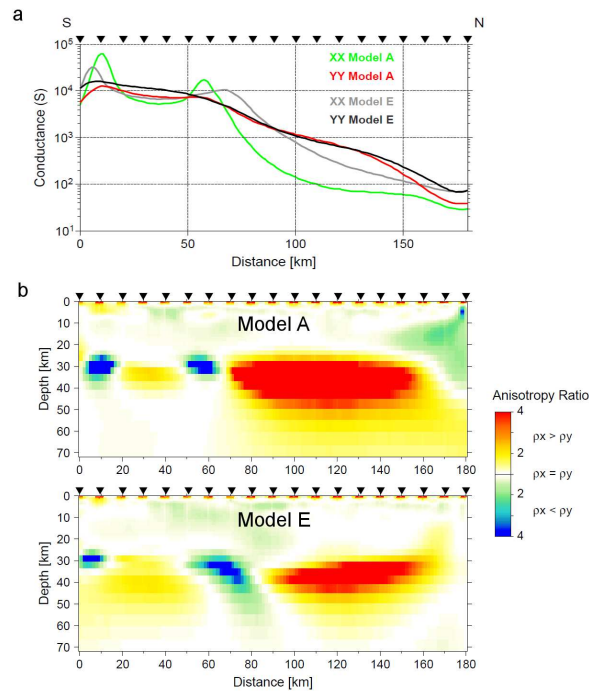 a
S
N
10^5
10^4
10^3
10^2
10^1
Conductance (S)
XX Model A
YY Model A
XX Model E
YY Model E
0
50
100
150
Distance [km]
b
0
10
20
30
40
50
60
70
Depth [km]
Model A
0 20 40 60 80 100 120 140 160 180
Anisotropy Ratio
4
2
2
4
ρx > ρy
ρx = ρy
ρx < ρy
0
10
20
30
40
50
60
70
Depth [km]
Model E
0 20 40 60 80 100 120 140 160 180
Distance [km]